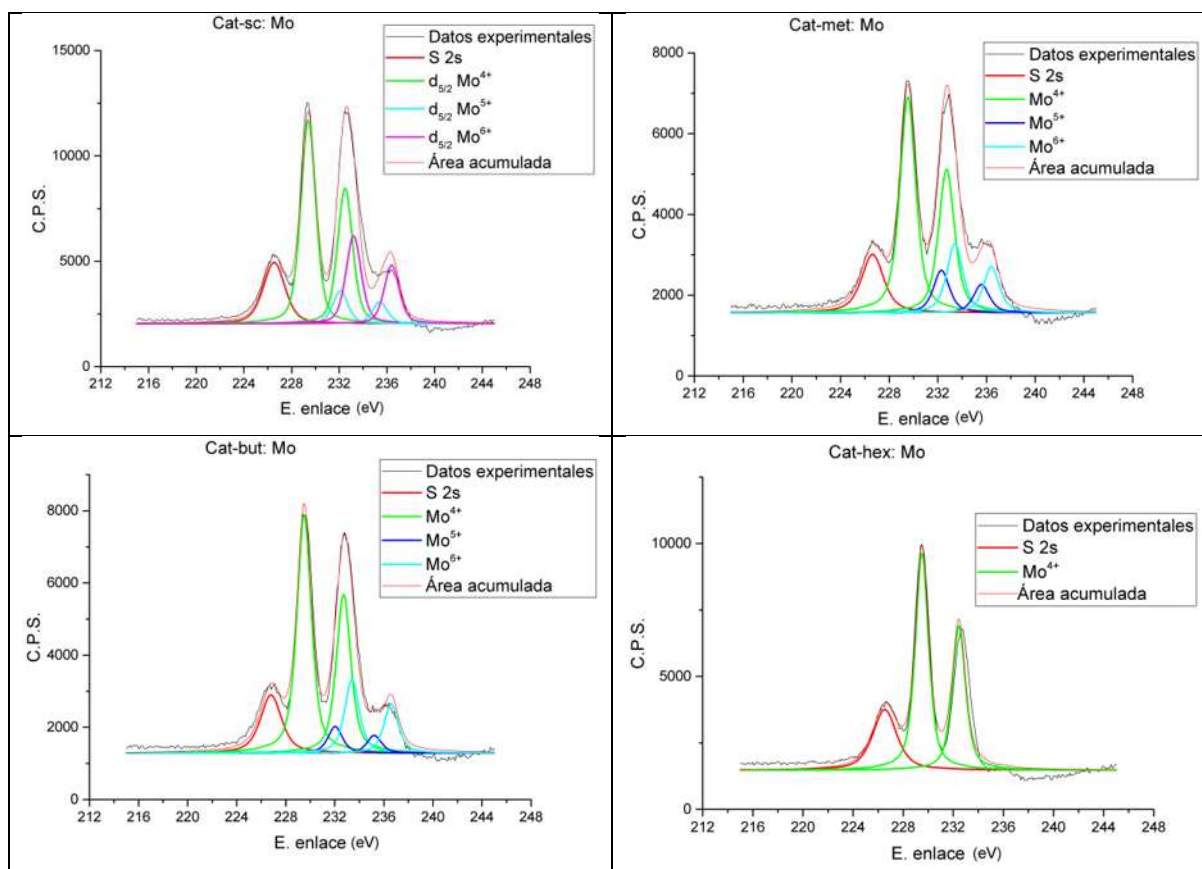 Cat-sc: Mo
15000
10000
5000
0
C.P.S.
Datos experimentales
S 2s
d5/2 Mo4+
d5/2 Mo5+
d5/2 Mo6+
Área acumulada
212 216 220 224 228 232 236 240 244 248
E. enlace (eV)
Cat-met: Mo
8000
6000
4000
2000
0
C.P.S.
Datos experimentales
S 2s
Mo4+
Mo5+
Mo6+
Área acumulada
212 216 220 224 228 232 236 240 244 248
E. enlace (eV)
Cat-but: Mo
8000
6000
4000
2000
0
C.P.S.
Datos experimentales
S 2s
Mo4+
Mo5+
Mo6+
Área acumulada
212 216 220 224 228 232 236 240 244 248
E. enlace (eV)
Cat-hex: Mo
10000
5000
0
C.P.S.
Datos experimentales
S 2s
Mo4+
Área acumulada
212 216 220 224 228 232 236 240 244 248
E. enlace (eV)